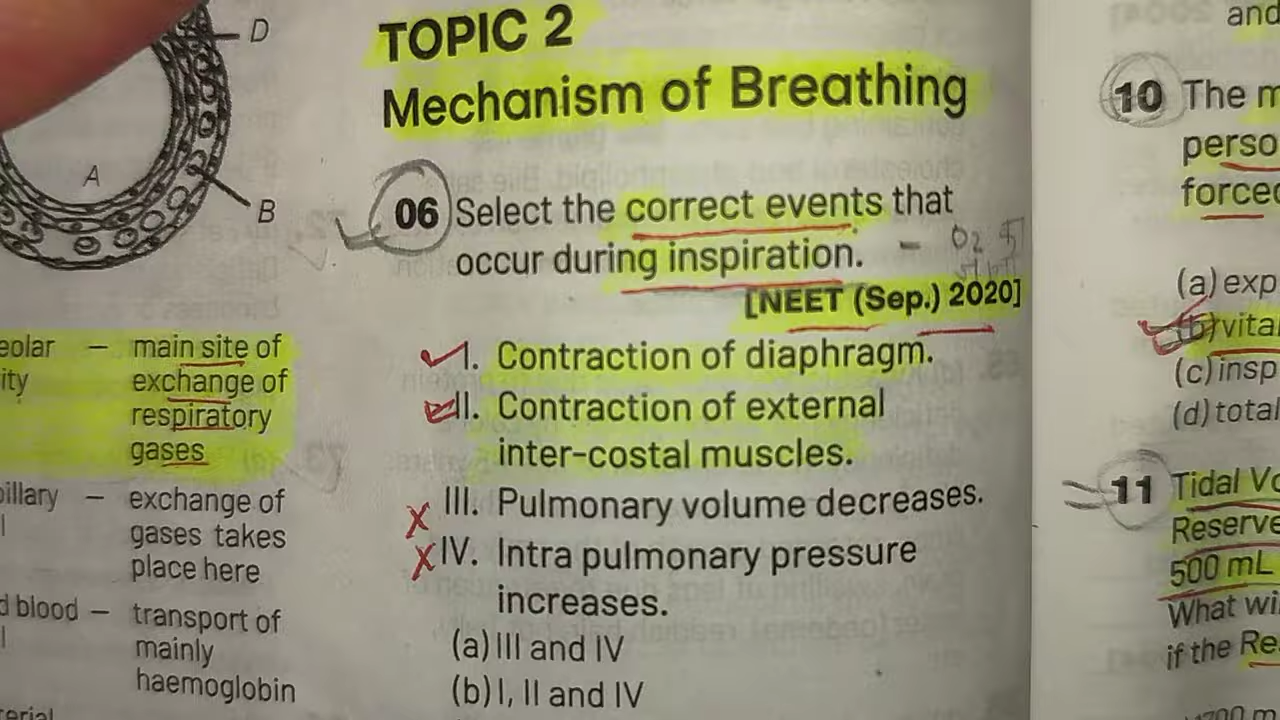 D
A
B
eolar — main site of
ity exchange of
respiratory
gases
pillary — exchange of
l gases takes
place here
d blood — transport of
l mainly
haemoglobin
TOPIC 2
Mechanism of Breathing
06 Select the correct events that
occur during inspiration. – O2
[NEET (Sep.) 2020]
I. Contraction of diaphragm.
II. Contraction of external
inter-costal muscles.
III. Pulmonary volume decreases.
IV. Intra pulmonary pressure
increases.
(a) III and IV
(b) I, II and IV
and
10 The m
perso
forced
(a) exp
(b) vita
(c) insp
(d) total
11 Tidal Vo
Reserve
500 mL
What wi
if the Re